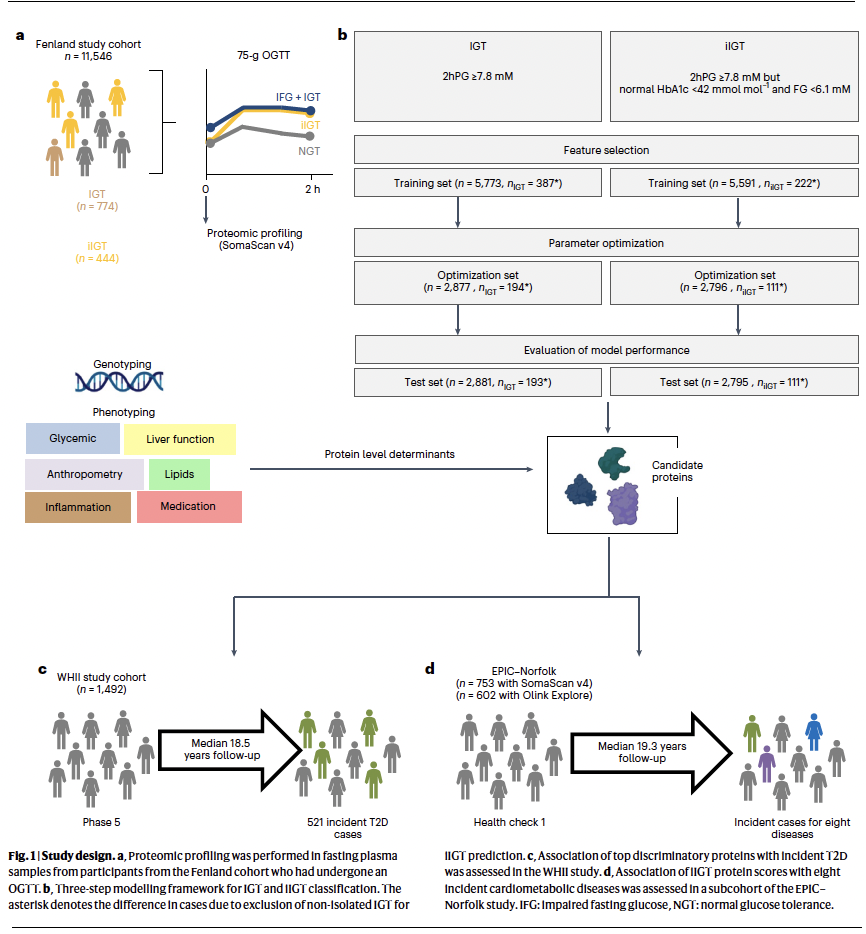 a
Fenland study cohort
n = 11,546
75-g OGTT
IFG + IGT
iIGT
NGT
0
2 h
IGT
(n = 774)
iIGT
(n = 444)
Proteomic profiling
(SomaScan v4)
b
IGT
2hPG ≥7.8 mM
iIGT
2hPG ≥7.8 mM but
normal HbA1c <42 mmol mol⁻¹ and FG <6.1 mM
Feature selection
Training set (n = 5,773, nIGT = 387*)
Training set (n = 5,591 , niIGT = 222*)
Parameter optimization
Optimization set
(n = 2,877 , nIGT = 194*)
Optimization set
(n = 2,796 , niIGT = 111*)
Evaluation of model performance
Test set (n = 2,881, nIGT = 193*)
Test set (n = 2,795 , niIGT = 111*)
Genotyping
Phenotyping
Glycemic
Liver function
Anthropometry
Lipids
Inflammation
Medication
Protein level determinants
Candidate
proteins
c
WHII study cohort
(n = 1,492)
Median 18.5
years follow-up
Phase 5
521 incident T2D
cases
d
EPIC–Norfolk
(n = 753 with SomaScan v4)
(n = 602 with Olink Explore)
Median 19.3 years
follow-up
Health check 1
Incident cases for eight
diseases
Fig. 1 | Study design. a, Proteomic profiling was performed in fasting plasma
samples from participants from the Fenland cohort who had undergone an
OGTT. b, Three-step modelling framework for IGT and iIGT classification. The
asterisk denotes the difference in cases due to exclusion of non-isolated IGT for
iIGT prediction. c, Association of top discriminatory proteins with incident T2D
was assessed in the WHII study. d, Association of iIGT protein scores with eight
incident cardiometabolic diseases was assessed in a subcohort of the EPIC–
Norfolk study. IFG: impaired fasting glucose, NGT: normal glucose tolerance.